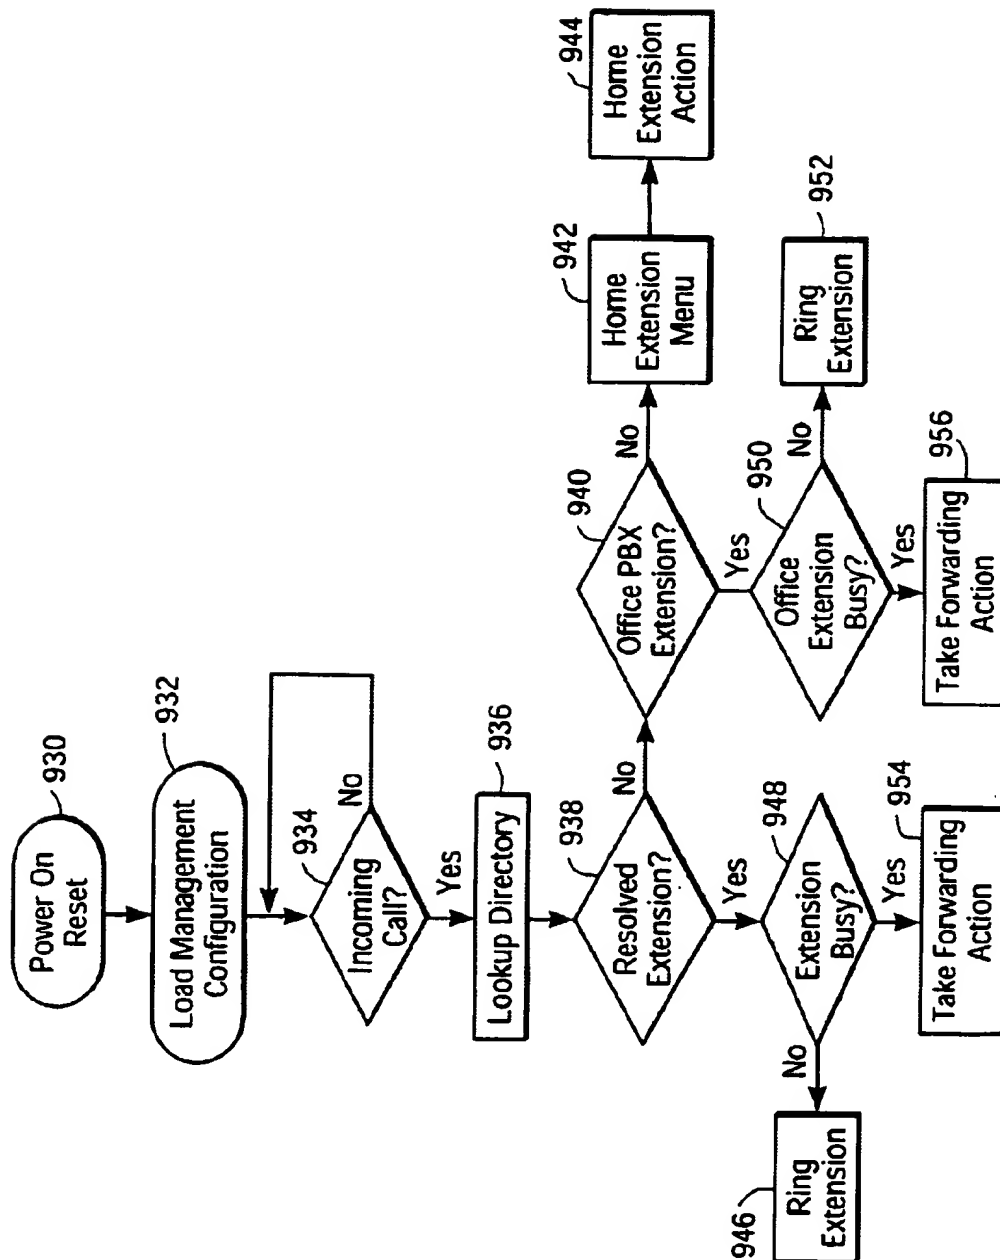 Power On
Reset
930
Load Management
Configuration
932
Incoming
Call?
934
No
Yes
Lookup Directory
936
Resolved
Extension?
938
No
Yes
Office PBX
Extension?
940
No
Yes
Home
Extension
Menu
942
Home
Extension
Action
944
Extension
Busy?
948
No
Yes
Ring
Extension
946
Take Forwarding
Action
954
Office
Extension
Busy?
950
No
Yes
Ring
Extension
952
Take Forwarding
Action
956